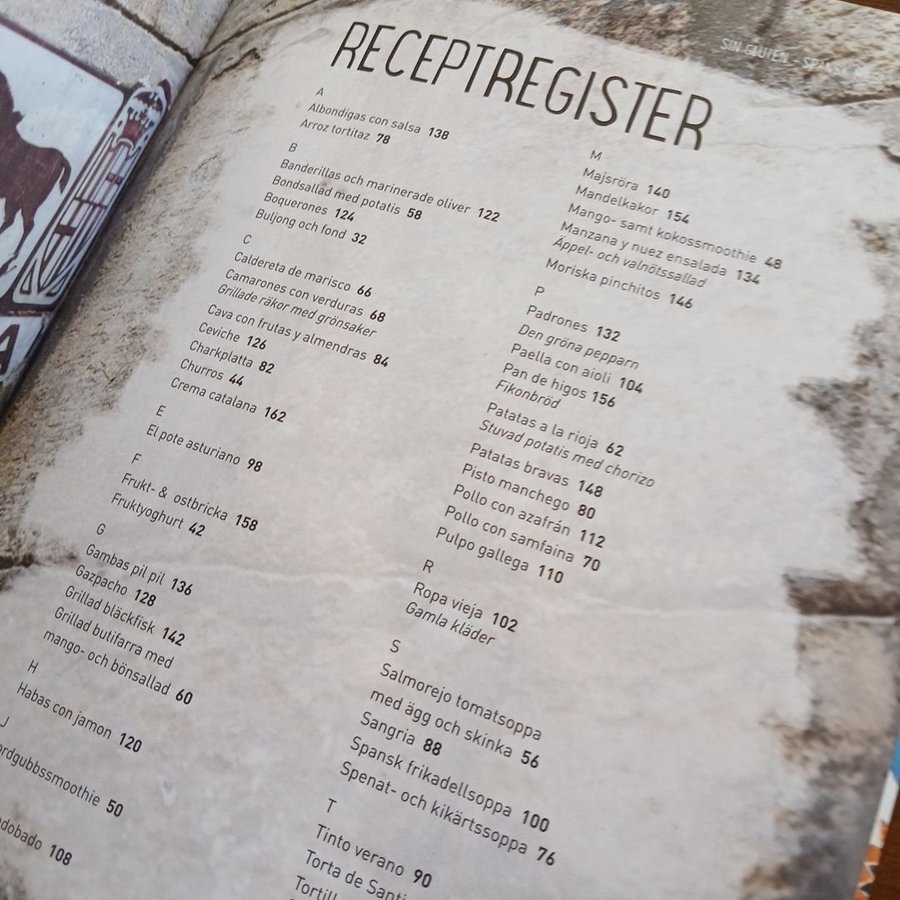 SIN GLUTEN -
RECEPTREGISTER
A
Albondigas con salsa 138
Arroz tortitaz 78
B
Banderillas och marinerade oliver 122
Bondsallad med potatis 58
Boquerones 124
Buljong och fond 32
C
Caldereta de marisco 66
Camarones con verduras 68
Grillade räkor med grönsaker
Cava con frutas y almendras 84
Ceviche 126
Charkplatta 82
Churros 44
Crema catalana 162
E
El pote asturiano 98
F
Frukt- & ostbricka 158
Fruktyoghurt 42
G
Gambas pil pil 136
Gazpacho 128
Grillad bläckfisk 142
Grillad butifarra med
mango- och bönsallad 60
H
Habas con jamon 120
J
ordgubbssmoothie 50
dobado 108
M
Majsröra 140
Mandelkakor 154
Mango- samt kokossmoothie 48
Manzana y nuez ensalada 134
Äppel- och valnötssallad
Moriska pinchitos 146
P
Padrones 132
Den gröna pepparn
Paella con aioli 104
Pan de higos 156
Fikonbröd
Patatas a la rioja 62
Stuvad potatis med chorizo
Patatas bravas 148
Pisto manchego 80
Pollo con azafrán 112
Pollo con samfaina 70
Pulpo gallega 110
R
Ropa vieja 102
Gamla kläder
S
Salmorejo tomatsoppa
med ägg och skinka 56
Sangria 88
Spansk frikadellsoppa 100
Spenat- och kikärtssoppa 76
T
Tinto verano 90
Torta de Santi
Tortill